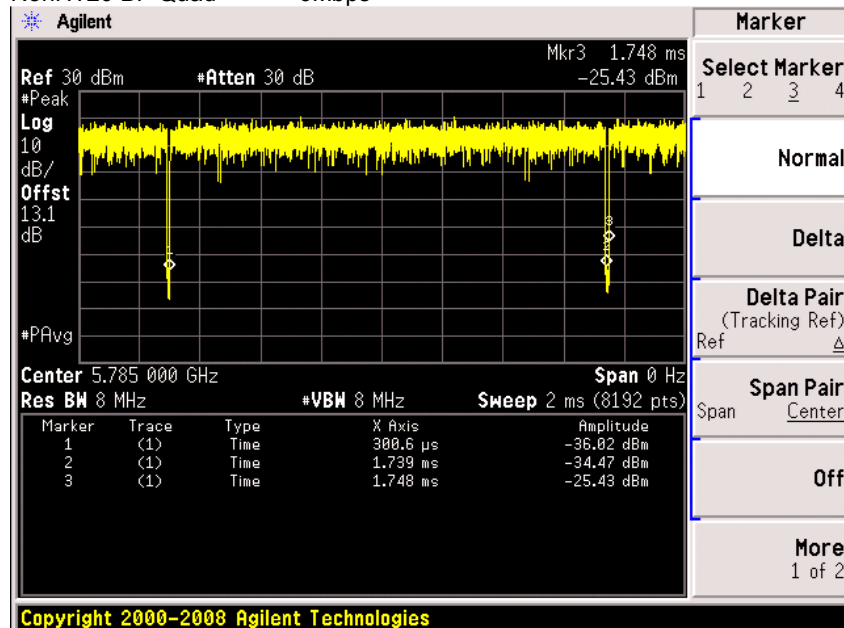 Agilent
Marker
Mkr3 1.748 ms
Ref 30 dBm #Atten 30 dB -25.43 dBm
#Peak
Log
10
dB/
Offst
13.1
dB
#PAvg
1
3
Center 5.785 000 GHz Span 0 Hz
Res BW 8 MHz #VBW 8 MHz Sweep 2 ms (8192 pts)
Marker Trace Type X Axis Amplitude
1 (1) Time 300.6 µs -36.02 dBm
2 (1) Time 1.739 ms -34.47 dBm
3 (1) Time 1.748 ms -25.43 dBm
Select Marker
1 2 3 4
Normal
Delta
Delta Pair
(Tracking Ref)
Ref Δ
Span Pair
Span Center
Off
More
1 of 2
Copyright 2000-2008 Agilent Technologies